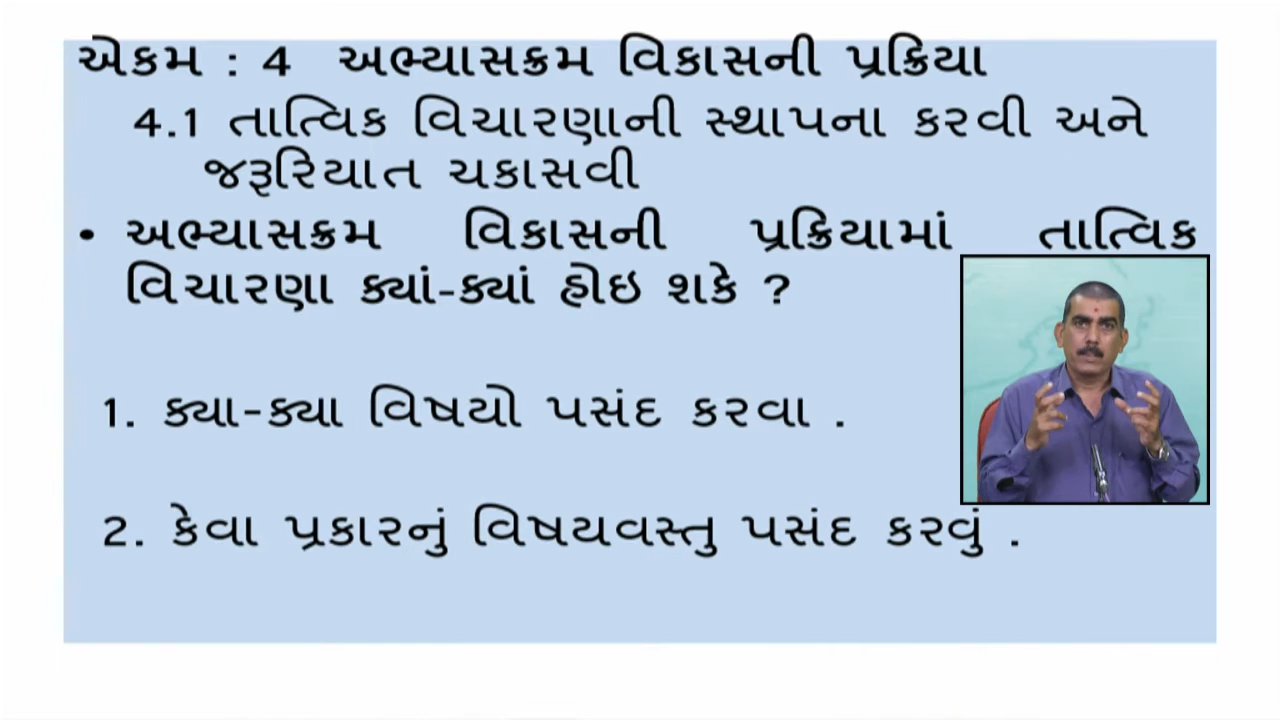 એકમ : 4 અભ્યાસક્રમ વિકાસની પ્રક્રિયા
4.1 તાત્વિક વિચારણાની સ્થાપના કરવી અને
જરૂરિયાત ચકાસવી
• અભ્યાસક્રમ વિકાસની પ્રક્રિયામાં તાત્વિક
વિચારણા ક્યાં-ક્યાં હોઇ શકે ?
1. ક્યા-ક્યા વિષયો પસંદ કરવા .
2. કેવા પ્રકારનું વિષયવસ્તુ પસંદ કરવું .